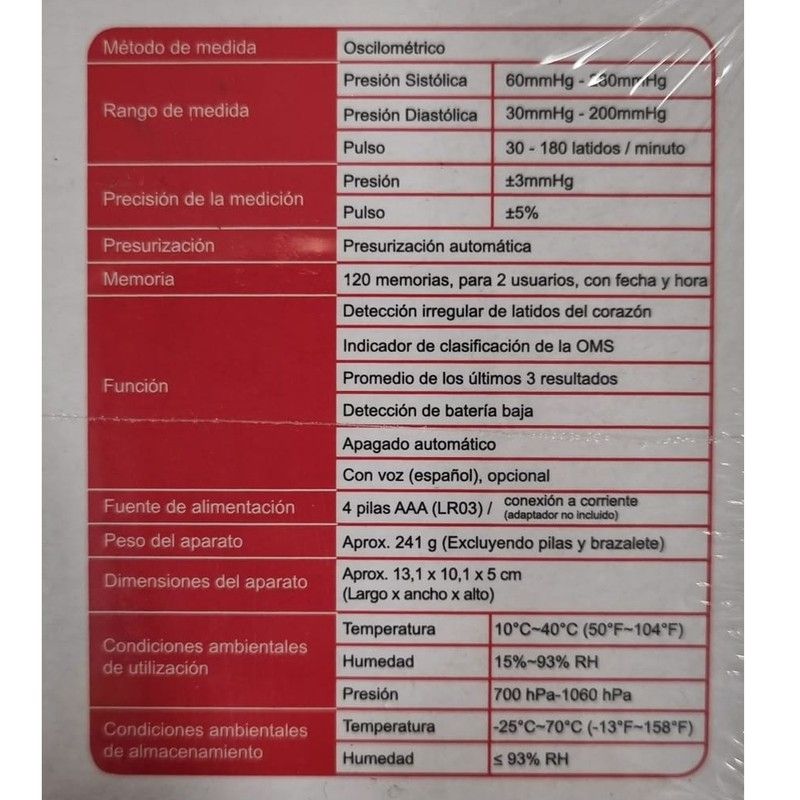 Método de medida Oscilométrico
Rango de medida
Presión Sistólica 60mmHg - 230mmHg
Presión Diastólica 30mmHg - 200mmHg
Pulso 30 - 180 latidos / minuto
Precisión de la medición
Presión ±3mmHg
Pulso ±5%
Presurización Presurización automática
Memoria 120 memorias, para 2 usuarios, con fecha y hora
Función
Detección irregular de latidos del corazón
Indicador de clasificación de la OMS
Promedio de los últimos 3 resultados
Detección de batería baja
Apagado automático
Con voz (español), opcional
Fuente de alimentación 4 pilas AAA (LR03) / conexión a corriente
(adaptador no incluido)
Peso del aparato Aprox. 241 g (Excluyendo pilas y brazalete)
Dimensiones del aparato Aprox. 13,1 x 10,1 x 5 cm
(Largo x ancho x alto)
Condiciones ambientales
de utilización
Temperatura 10°C~40°C (50°F~104°F)
Humedad 15%~93% RH
Presión 700 hPa-1060 hPa
Condiciones ambientales
de almacenamiento
Temperatura -25°C~70°C (-13°F~158°F)
Humedad ≤ 93% RH